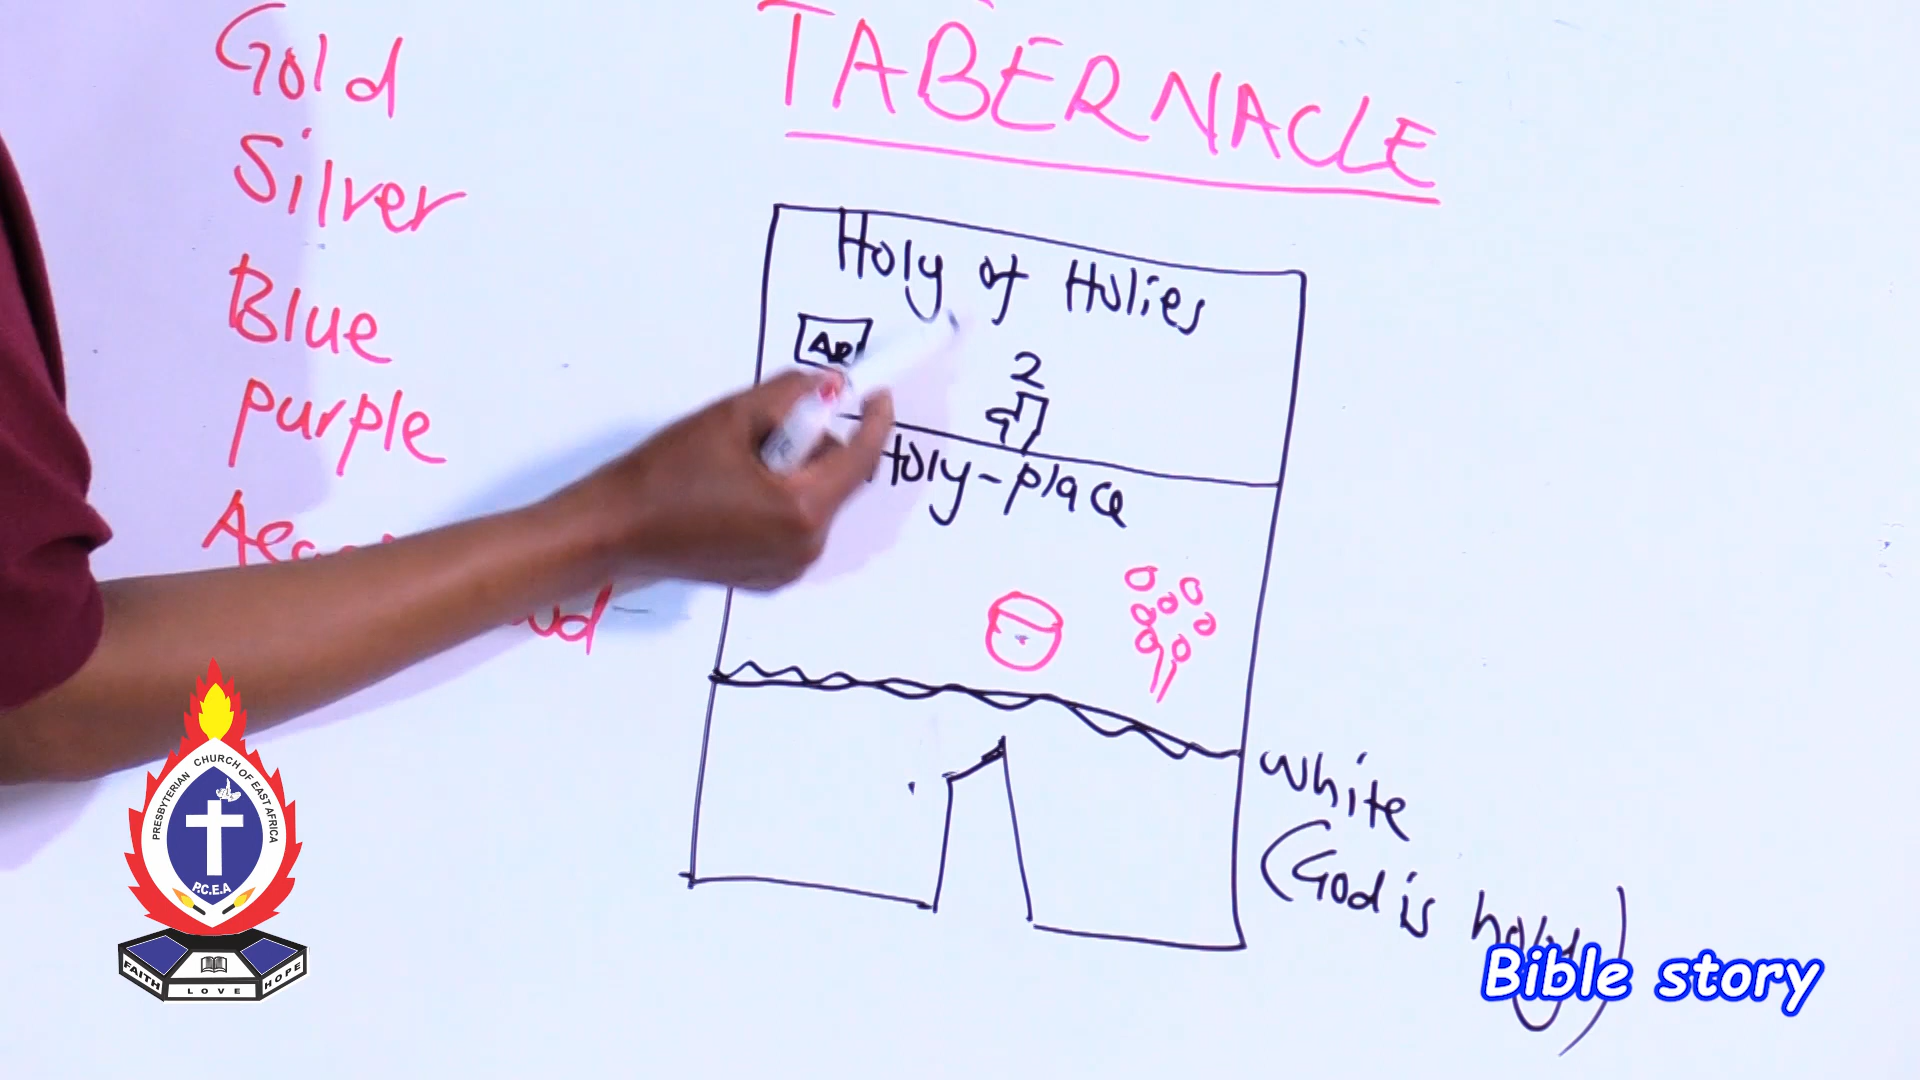 TABERNACLE
Gold
Silver
Blue
purple
Holy of Holies
2
Holy-place
white
(God is holy)
PRESBYTERIAN CHURCH OF EAST AFRICA
P.C.E.A
FAITH
LOVE
HOPE
Bible story